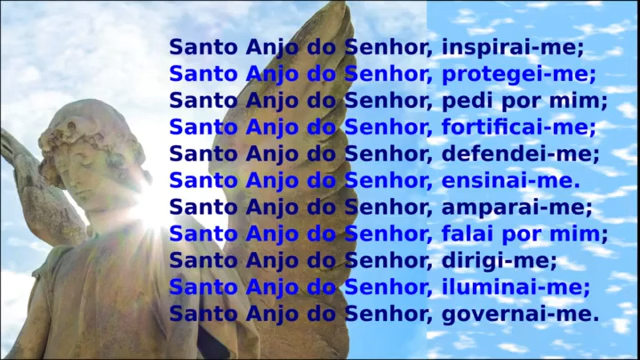 Santo Anjo do Senhor, inspirai-me;
Santo Anjo do Senhor, protegei-me;
Santo Anjo do Senhor, pedi por mim;
Santo Anjo do Senhor, fortificai-me;
Santo Anjo do Senhor, defendei-me;
Santo Anjo do Senhor, ensinai-me.
Santo Anjo do Senhor, amparai-me;
Santo Anjo do Senhor, falai por mim;
Santo Anjo do Senhor, dirigi-me;
Santo Anjo do Senhor, iluminai-me;
Santo Anjo do Senhor, governai-me.